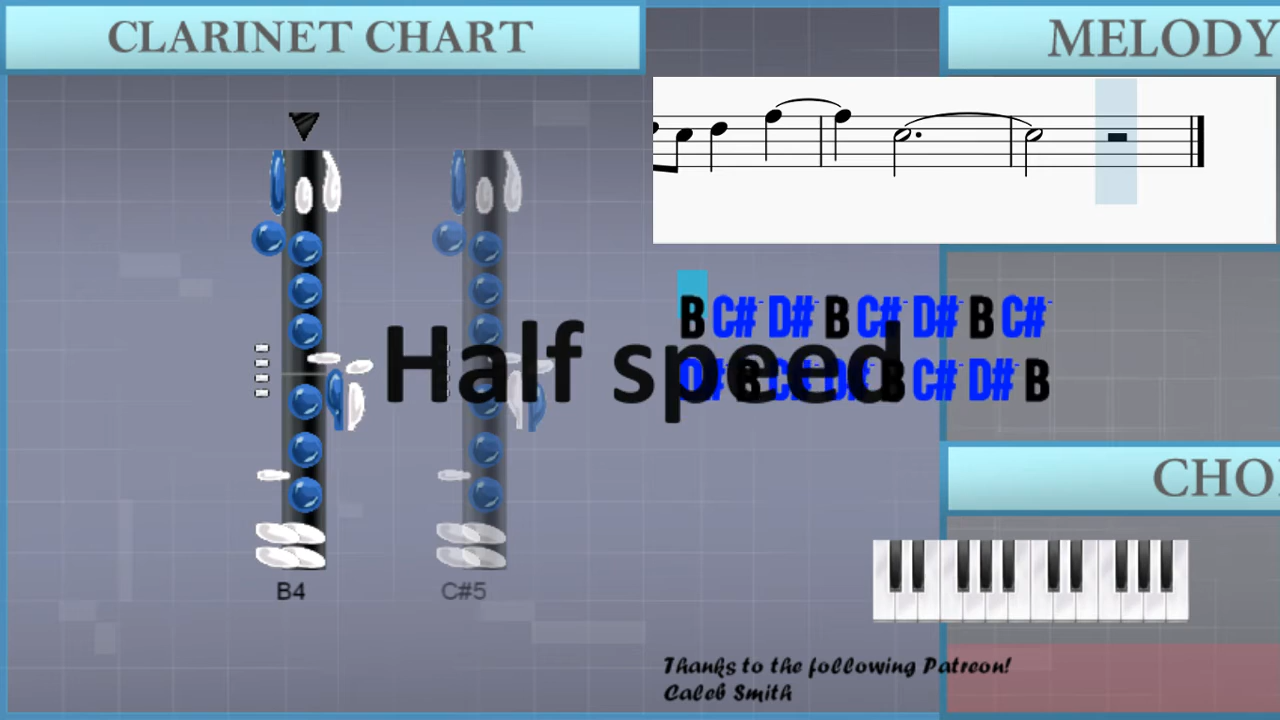 CLARINET CHART
MELODY
B C# D# B C# D# B C#
D# B C# D# B C# D# B
Half speed
B4
C#5
CHO
Thanks to the following Patreon!
Caleb Smith